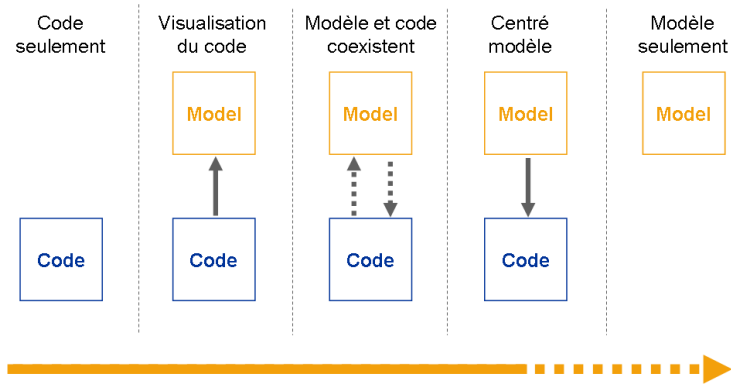 Code
seulement
Visualisation
du code
Modèle et code
coexistent
Centré
modèle
Modèle
seulement
Model
Model
Model
Model
Code
Code
Code
Code